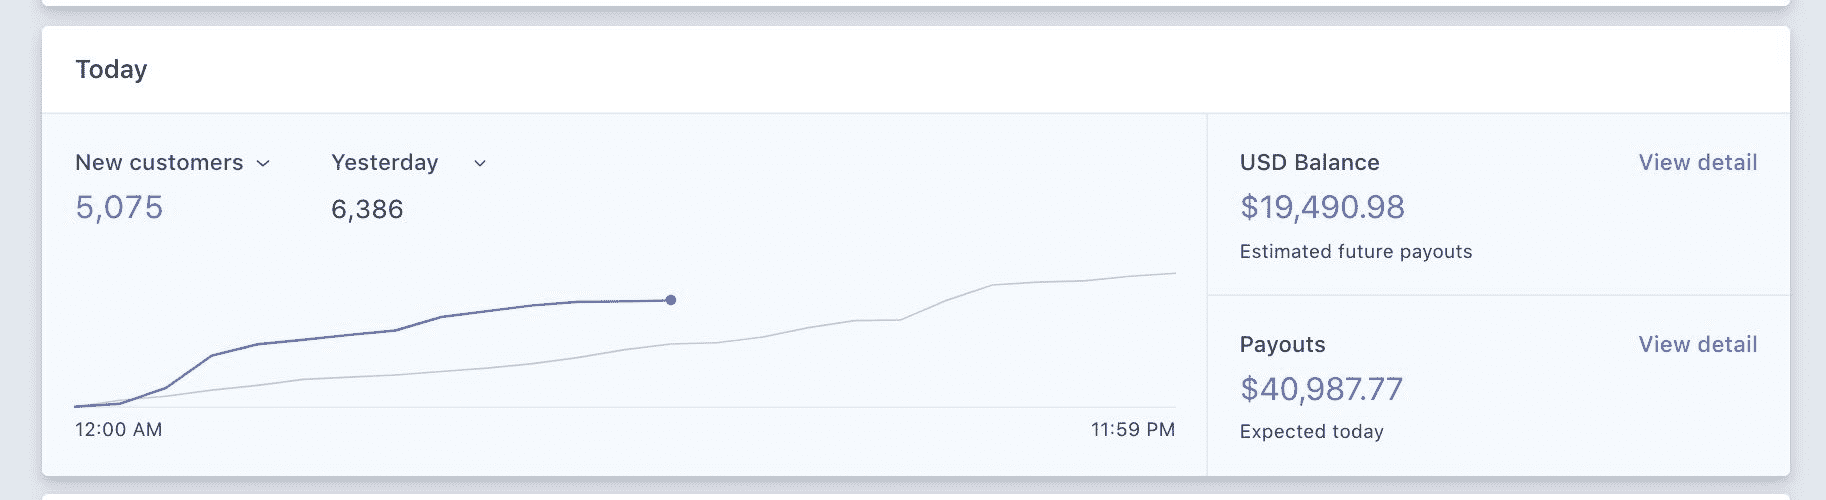 Today
New customers
5,075
Yesterday
6,386
12:00 AM
11:59 PM
USD Balance
View detail
$19,490.98
Estimated future payouts
Payouts
View detail
$40,987.77
Expected today